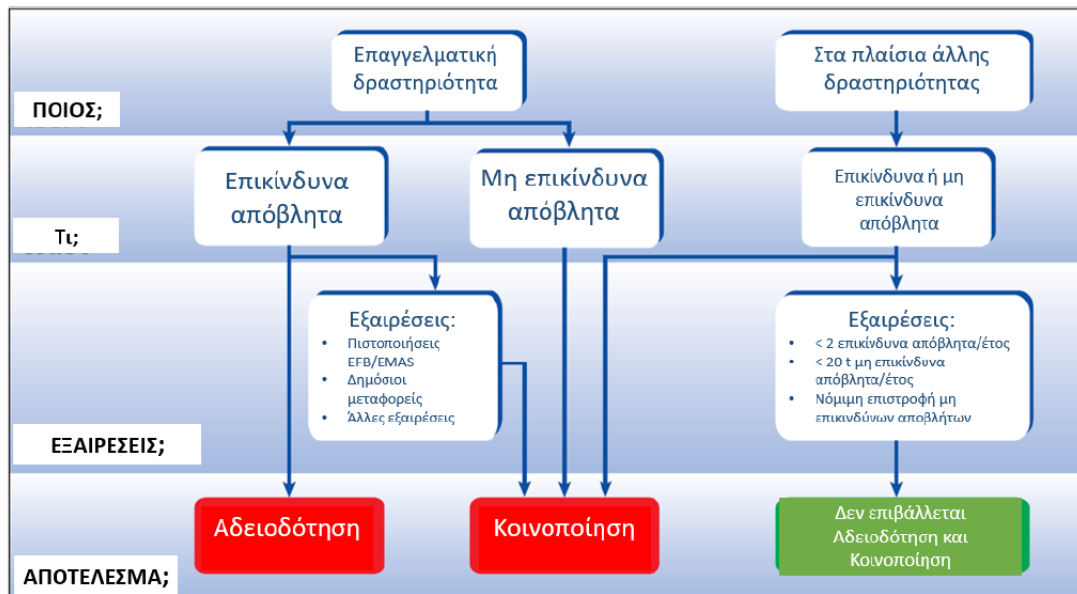 Επαγγελματική
δραστηριότητα
Στα πλαίσια άλλης
δραστηριότητας
ΠΟΙΟΣ;
Επικίνδυνα
απόβλητα
Μη επικίνδυνα
απόβλητα
Επικίνδυνα ή μη
επικίνδυνα
απόβλητα
Τι;
Εξαιρέσεις:
• Πιστοποιήσεις
EFB/EMAS
• Δημόσιοι
μεταφορείς
• Άλλες εξαιρέσεις
Εξαιρέσεις:
• < 2 επικίνδυνα απόβλητα/έτος
• < 20 t μη επικίνδυνα
απόβλητα/έτος
• Νόμιμη επιστροφή μη
επικινδύνων αποβλήτων
ΕΞΑΙΡΕΣΕΙΣ;
Αδειοδότηση
Κοινοποίηση
Δεν επιβάλλεται
Αδειοδότηση και
Κοινοποίηση
ΑΠΟΤΕΛΕΣΜΑ;